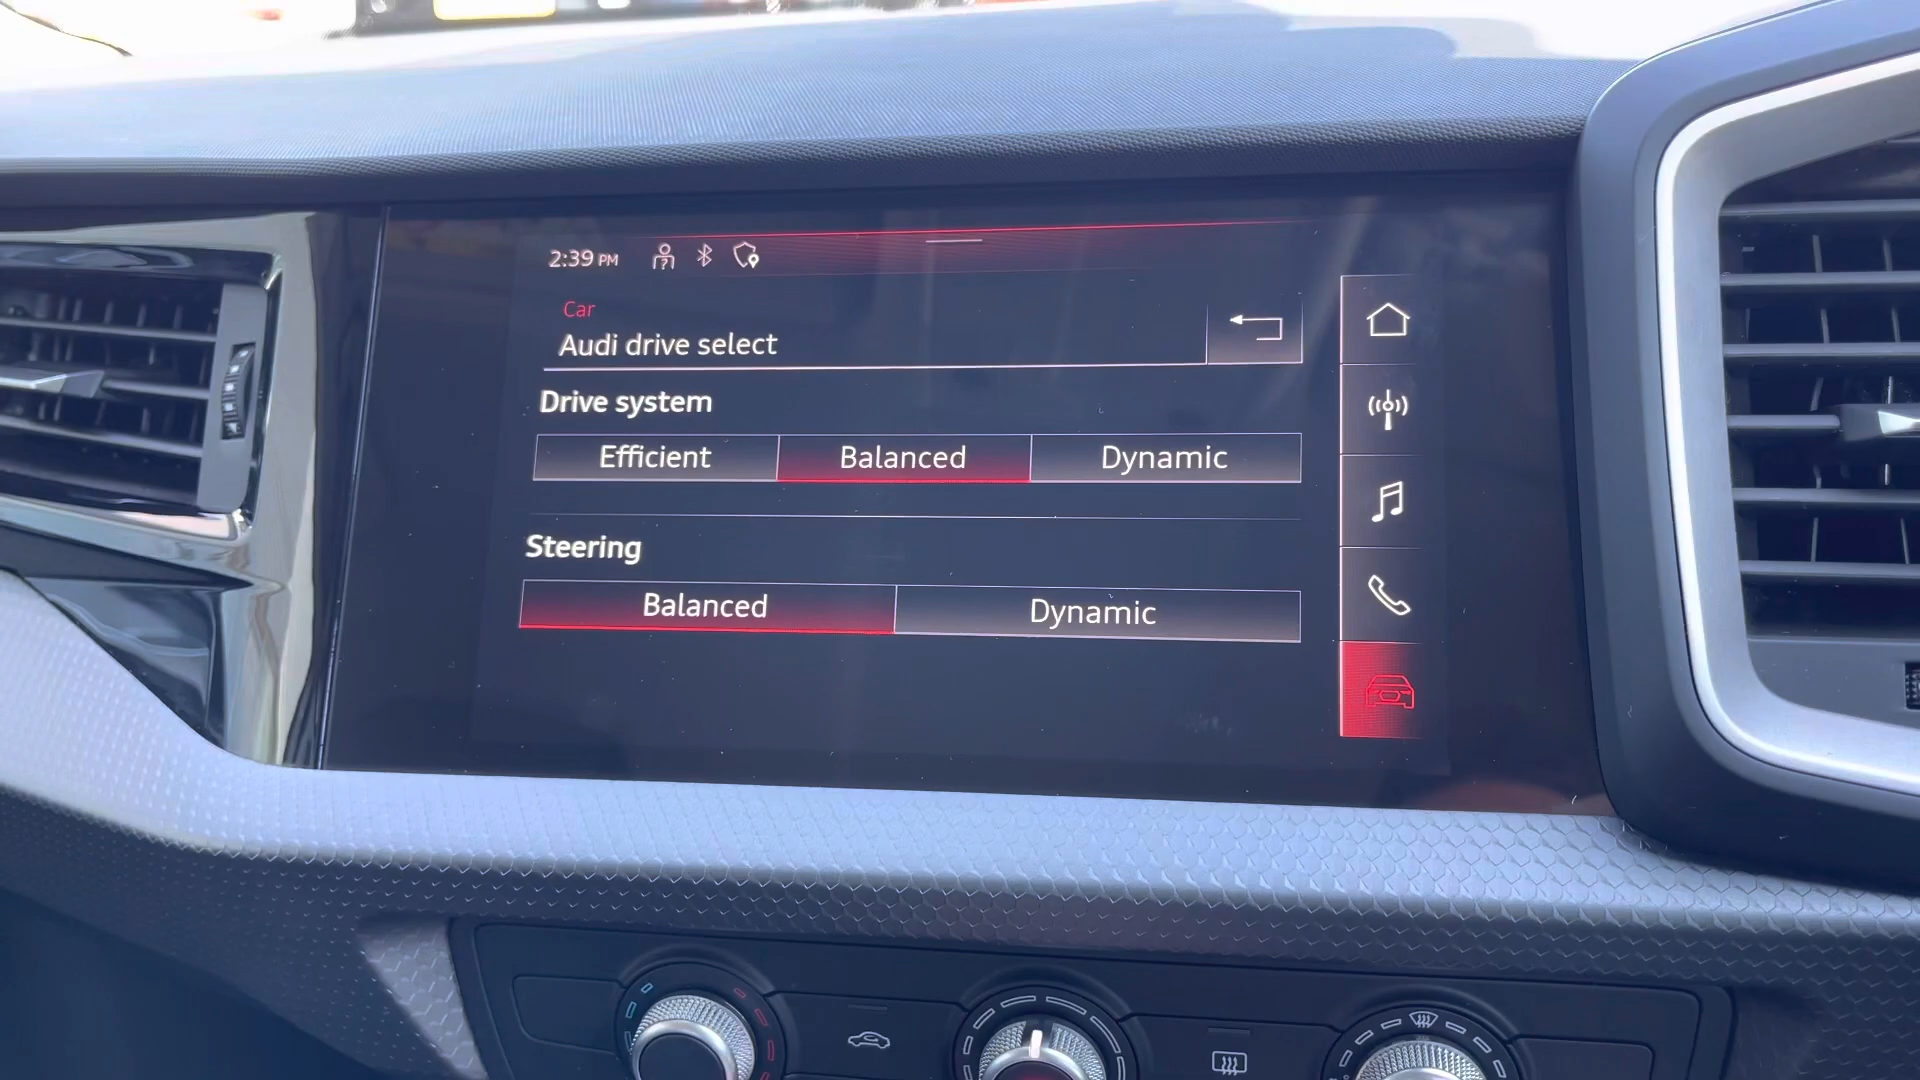 2:39 PM
Car
Audi drive select
Drive system
Efficient Balanced Dynamic
Steering
Balanced Dynamic